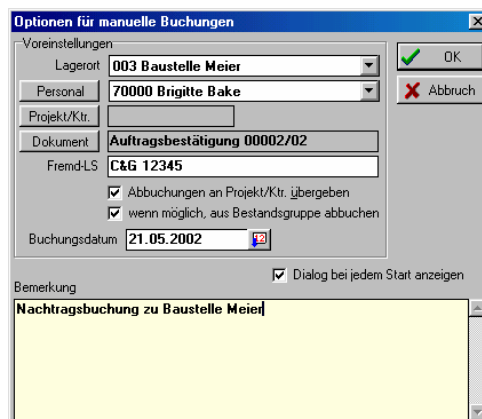 Optionen für manuelle Buchungen
Voreinstellungen
Lagerort 003 Baustelle Meier
OK
Personal 70000 Brigitte Bake
Abbruch
Projekt/Ktr.
Dokument Auftragsbestätigung 00002/02
Fremd-LS C&G 12345
Abbuchungen an Projekt/Ktr. übergeben
wenn möglich, aus Bestandsgruppe abbuchen
Buchungsdatum 21.05.2002 12
Dialog bei jedem Start anzeigen
Bemerkung
Nachtragsbuchung zu Baustelle Meier